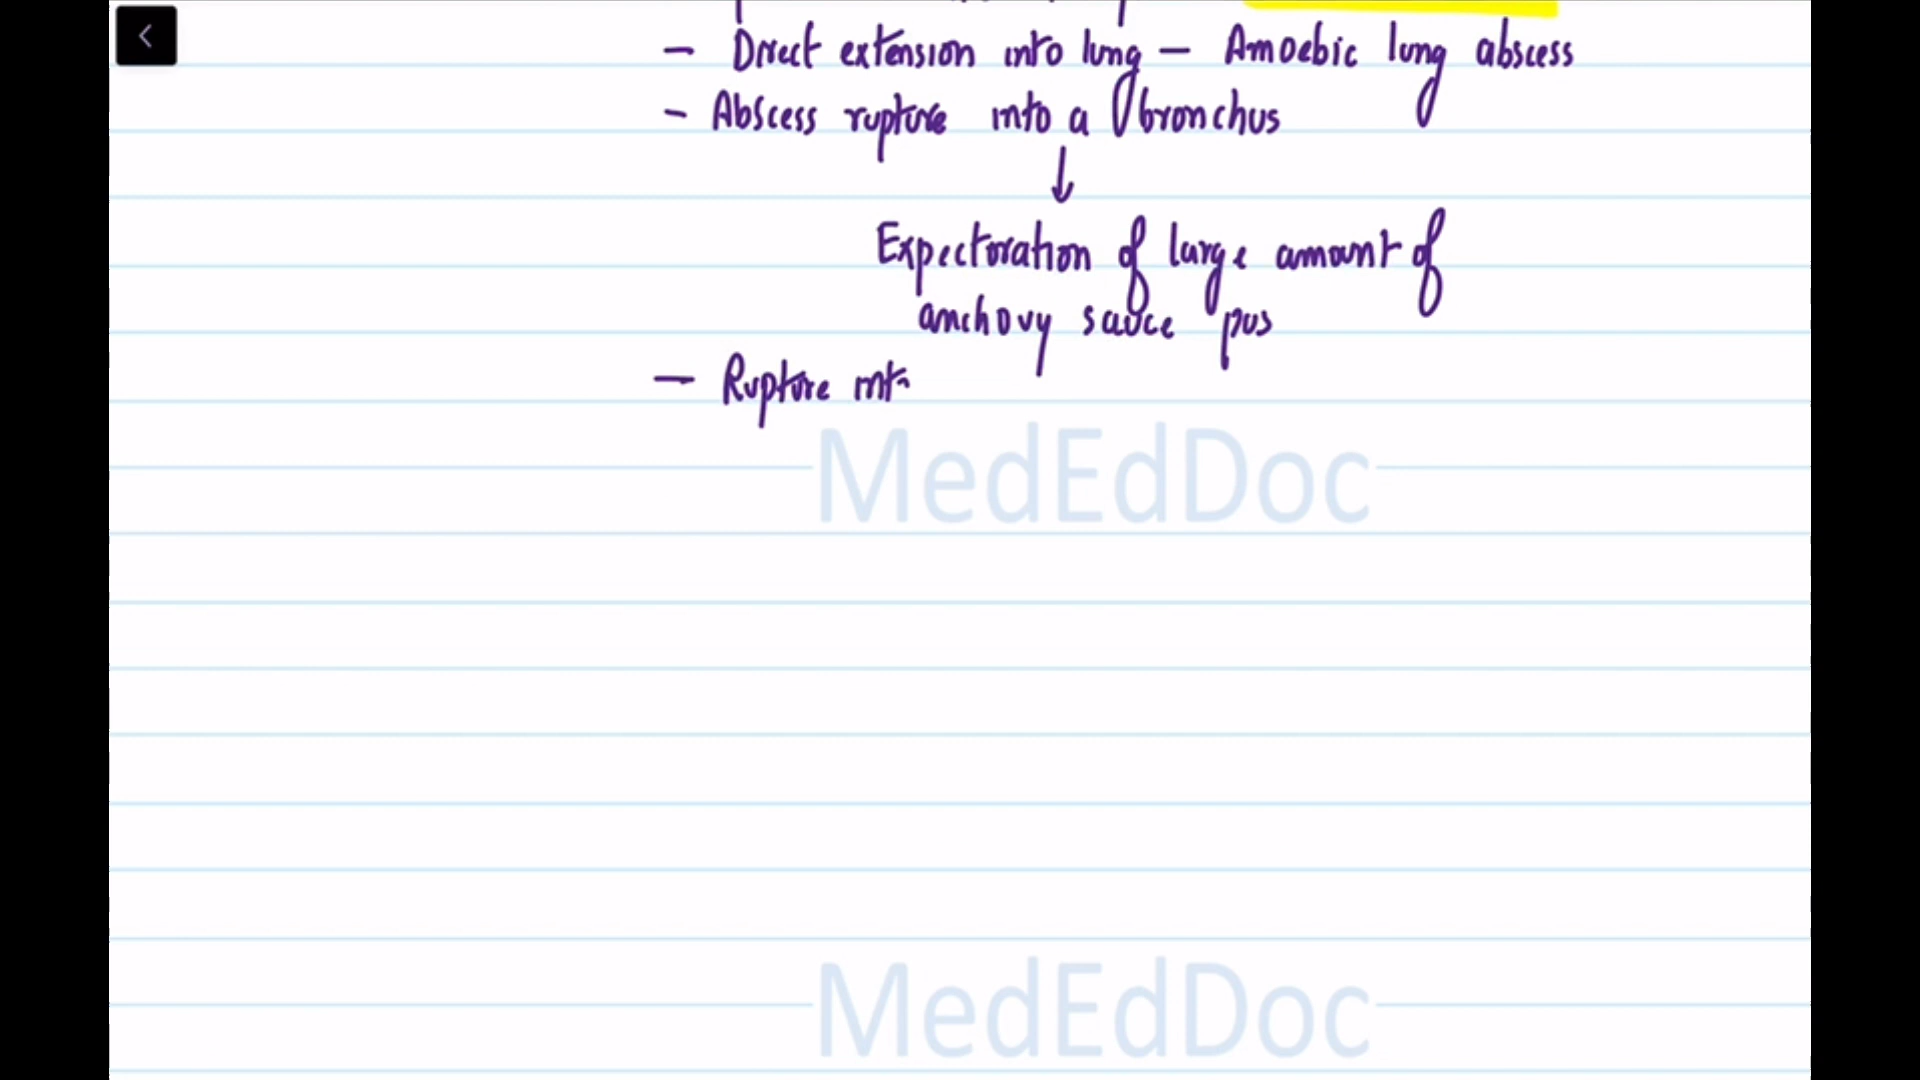 — Direct extension into lung — Amoebic lung abscess
— Abscess rupture into a bronchus
↓
Expectoration of large amount of
anchovy sauce pus
— Rupture into
MedEdDoc
MedEdDoc